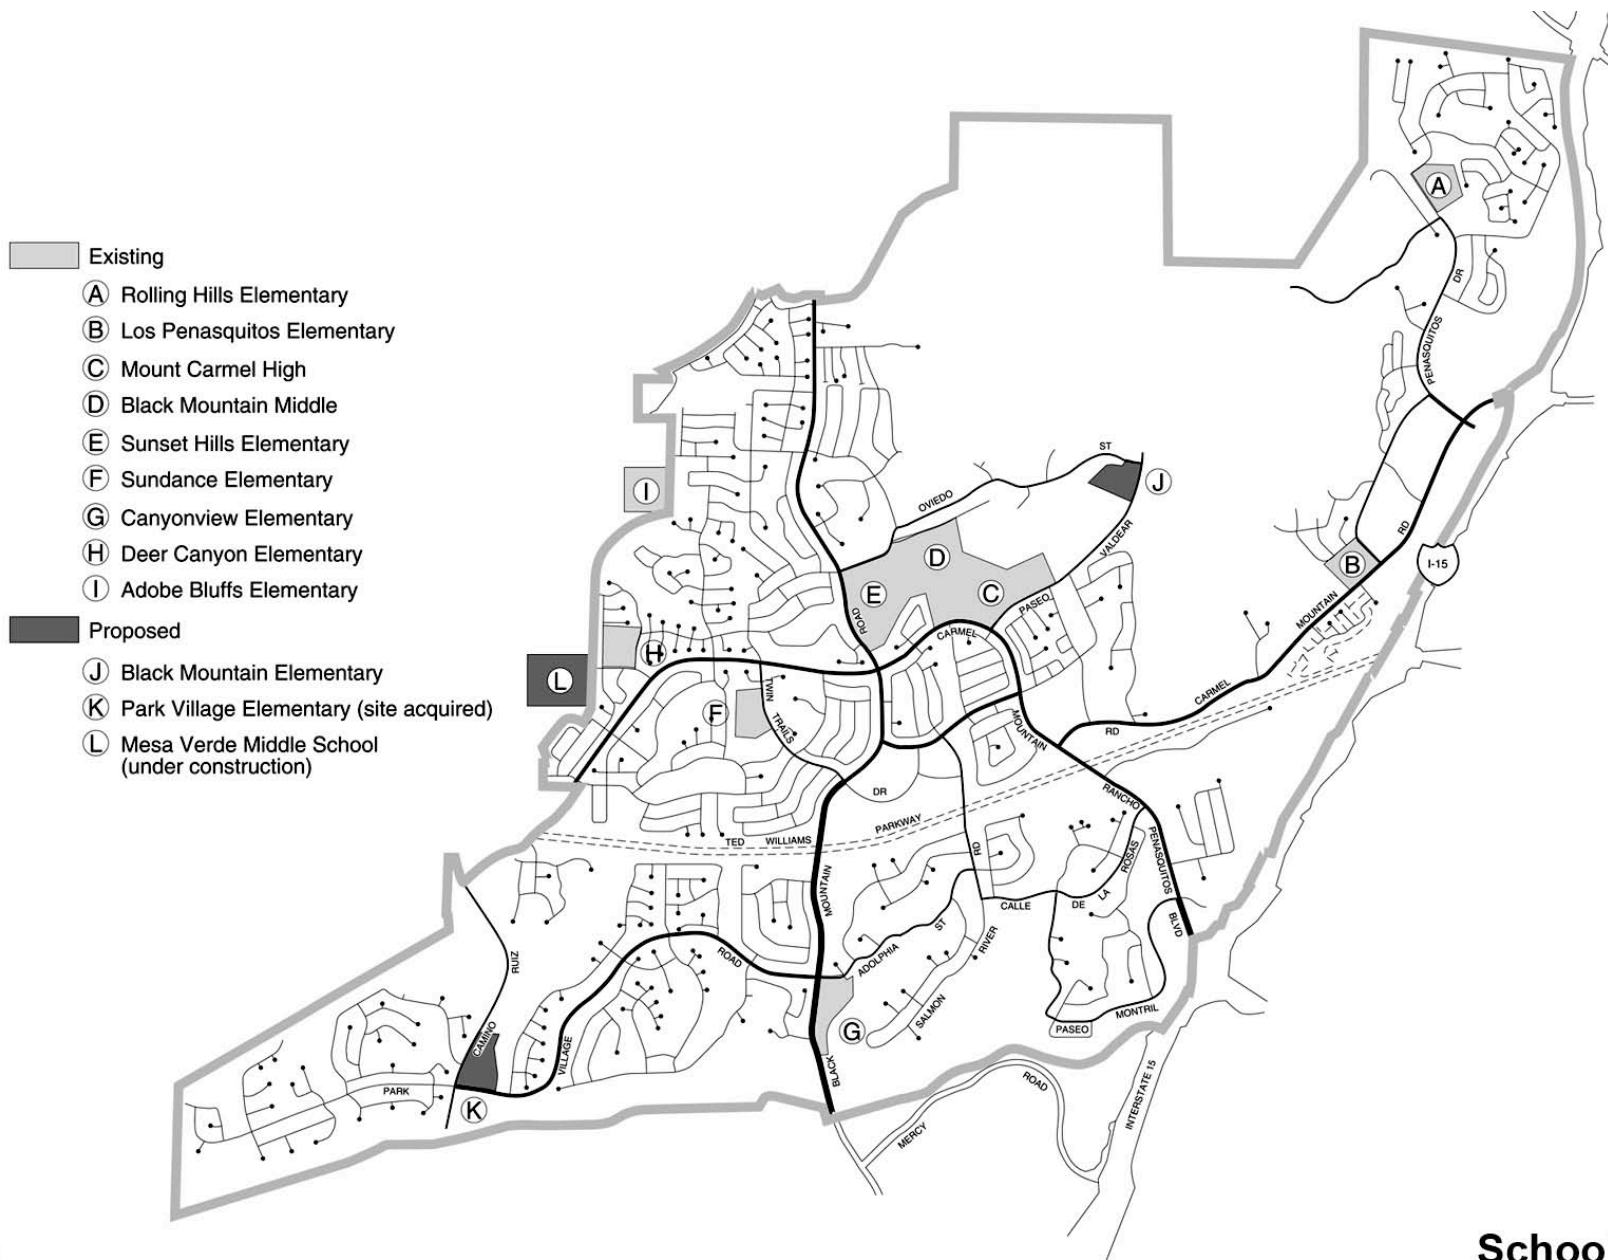 Existing
A Rolling Hills Elementary
B Los Penasquitos Elementary
C Mount Carmel High
D Black Mountain Middle
E Sunset Hills Elementary
F Sundance Elementary
G Canyonview Elementary
H Deer Canyon Elementary
I Adobe Bluffs Elementary
Proposed
J Black Mountain Elementary
K Park Village Elementary (site acquired)
L Mesa Verde Middle School
(under construction)
A
DR
PENASQUITOS
ST
J
I
OVIEDO
VALDEAR
RD
D
I-15
B
E
C
PASEO
MOUNTAIN
ROAD
CARMEL
H
L
TWIN
CARMEL
F
TRAILS
MOUNTAIN
RD
DR
RANCHO
PARKWAY
TED WILLIAMS
RD
ROSAS
PENASQUITOS
MOUNTAIN
CALLE
DE
LA
BLVD
ST
RIVER
ADOLPHIA
ROAD
RUIZ
SALMON
MONTRIL
PASEO
G
CAMINO
VILLAGE
BLACK
PARK
ROAD
K
INTERSTATE 15
MERCY
Schoo